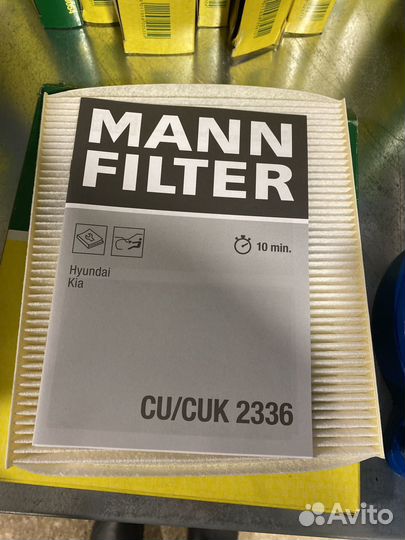 MANN
FILTER
10 min.
Hyundai
Kia
CU/CUK 2336
Avito